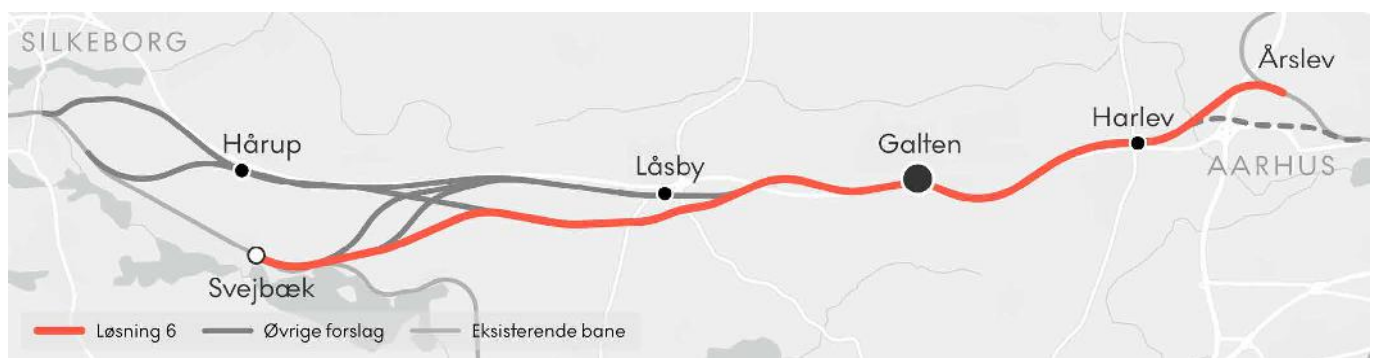 SILKEBORG
Årslev
Harlev
Hårup
Galten
Låsby
AARHUS
Svejbæk
Løsning 6
Øvrige forslag
Eksisterende bane